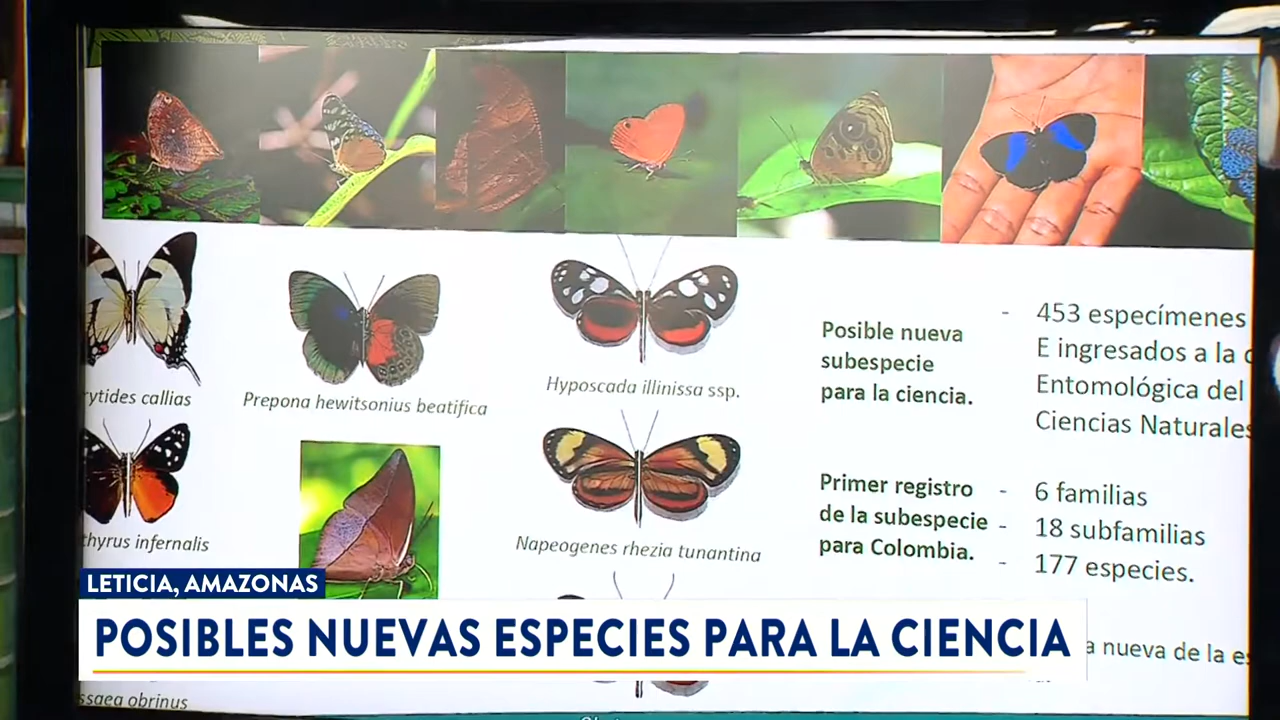 rytides callias
Prepona hewitsonius beatifica
Hyposcada illinissa ssp.
Posible nueva
subespecie
para la ciencia.
- 453 especímenes
E ingresados a la
Entomológica del
Ciencias Naturales
thyrus infernalis
Napeogenes rhezia tunantina
Primer registro
de la subespecie
para Colombia.
- 6 familias
- 18 subfamilias
- 177 especies.
LETICIA, AMAZONAS
POSIBLES NUEVAS ESPECIES PARA LA CIENCIA
a nueva de la es
ssaea obrinus